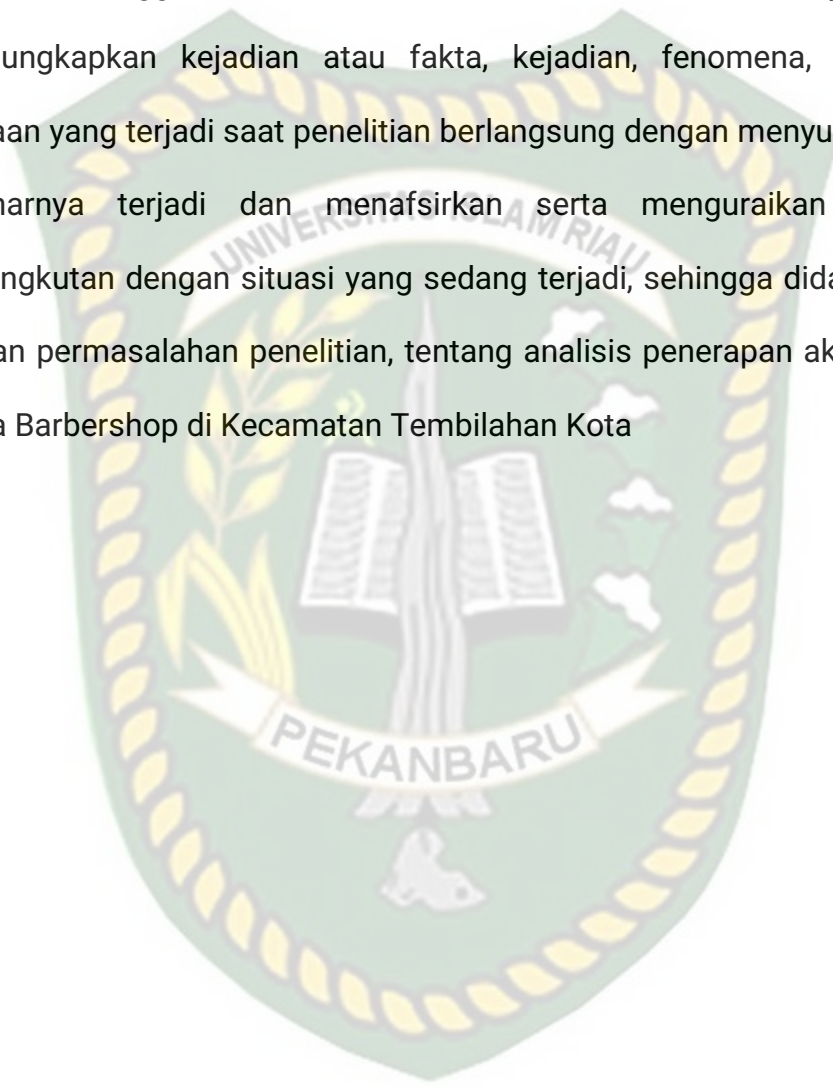 ungkapkan kejadian atau fakta, kejadian, fenomena,
aan yang terjadi saat penelitian berlangsung dengan menyu
narnya terjadi dan menafsirkan serta menguraikan
ngkutan dengan situasi yang sedang terjadi, sehingga dida
an permasalahan penelitian, tentang analisis penerapan ak
a Barbershop di Kecamatan Tembilahan Kota
UNIVERSITAS ISLAM RIAU
PEKANBARU